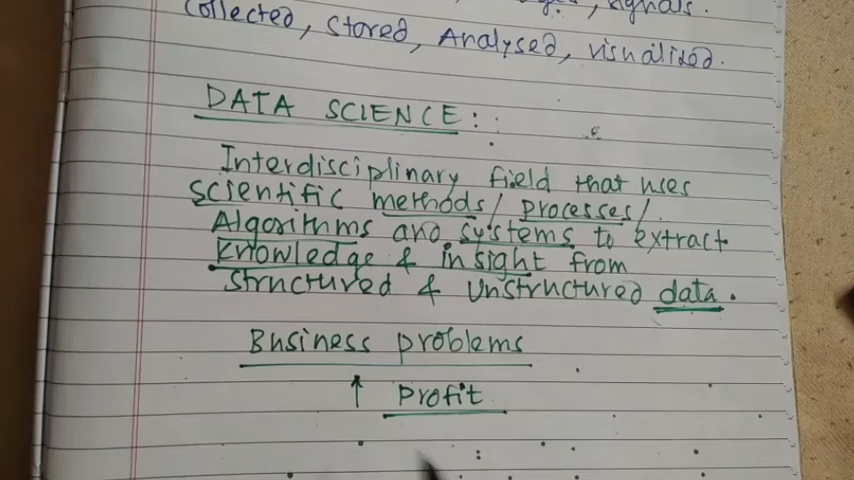 signals.
Collected, Stored, Analysed, visualized.
DATA SCIENCE :
Interdisciplinary field that uses
scientific methods/ processes/
Algorithms and systems to extract
knowledge & insight from
structured & Unstructured data.
Business problems
↑ Profit